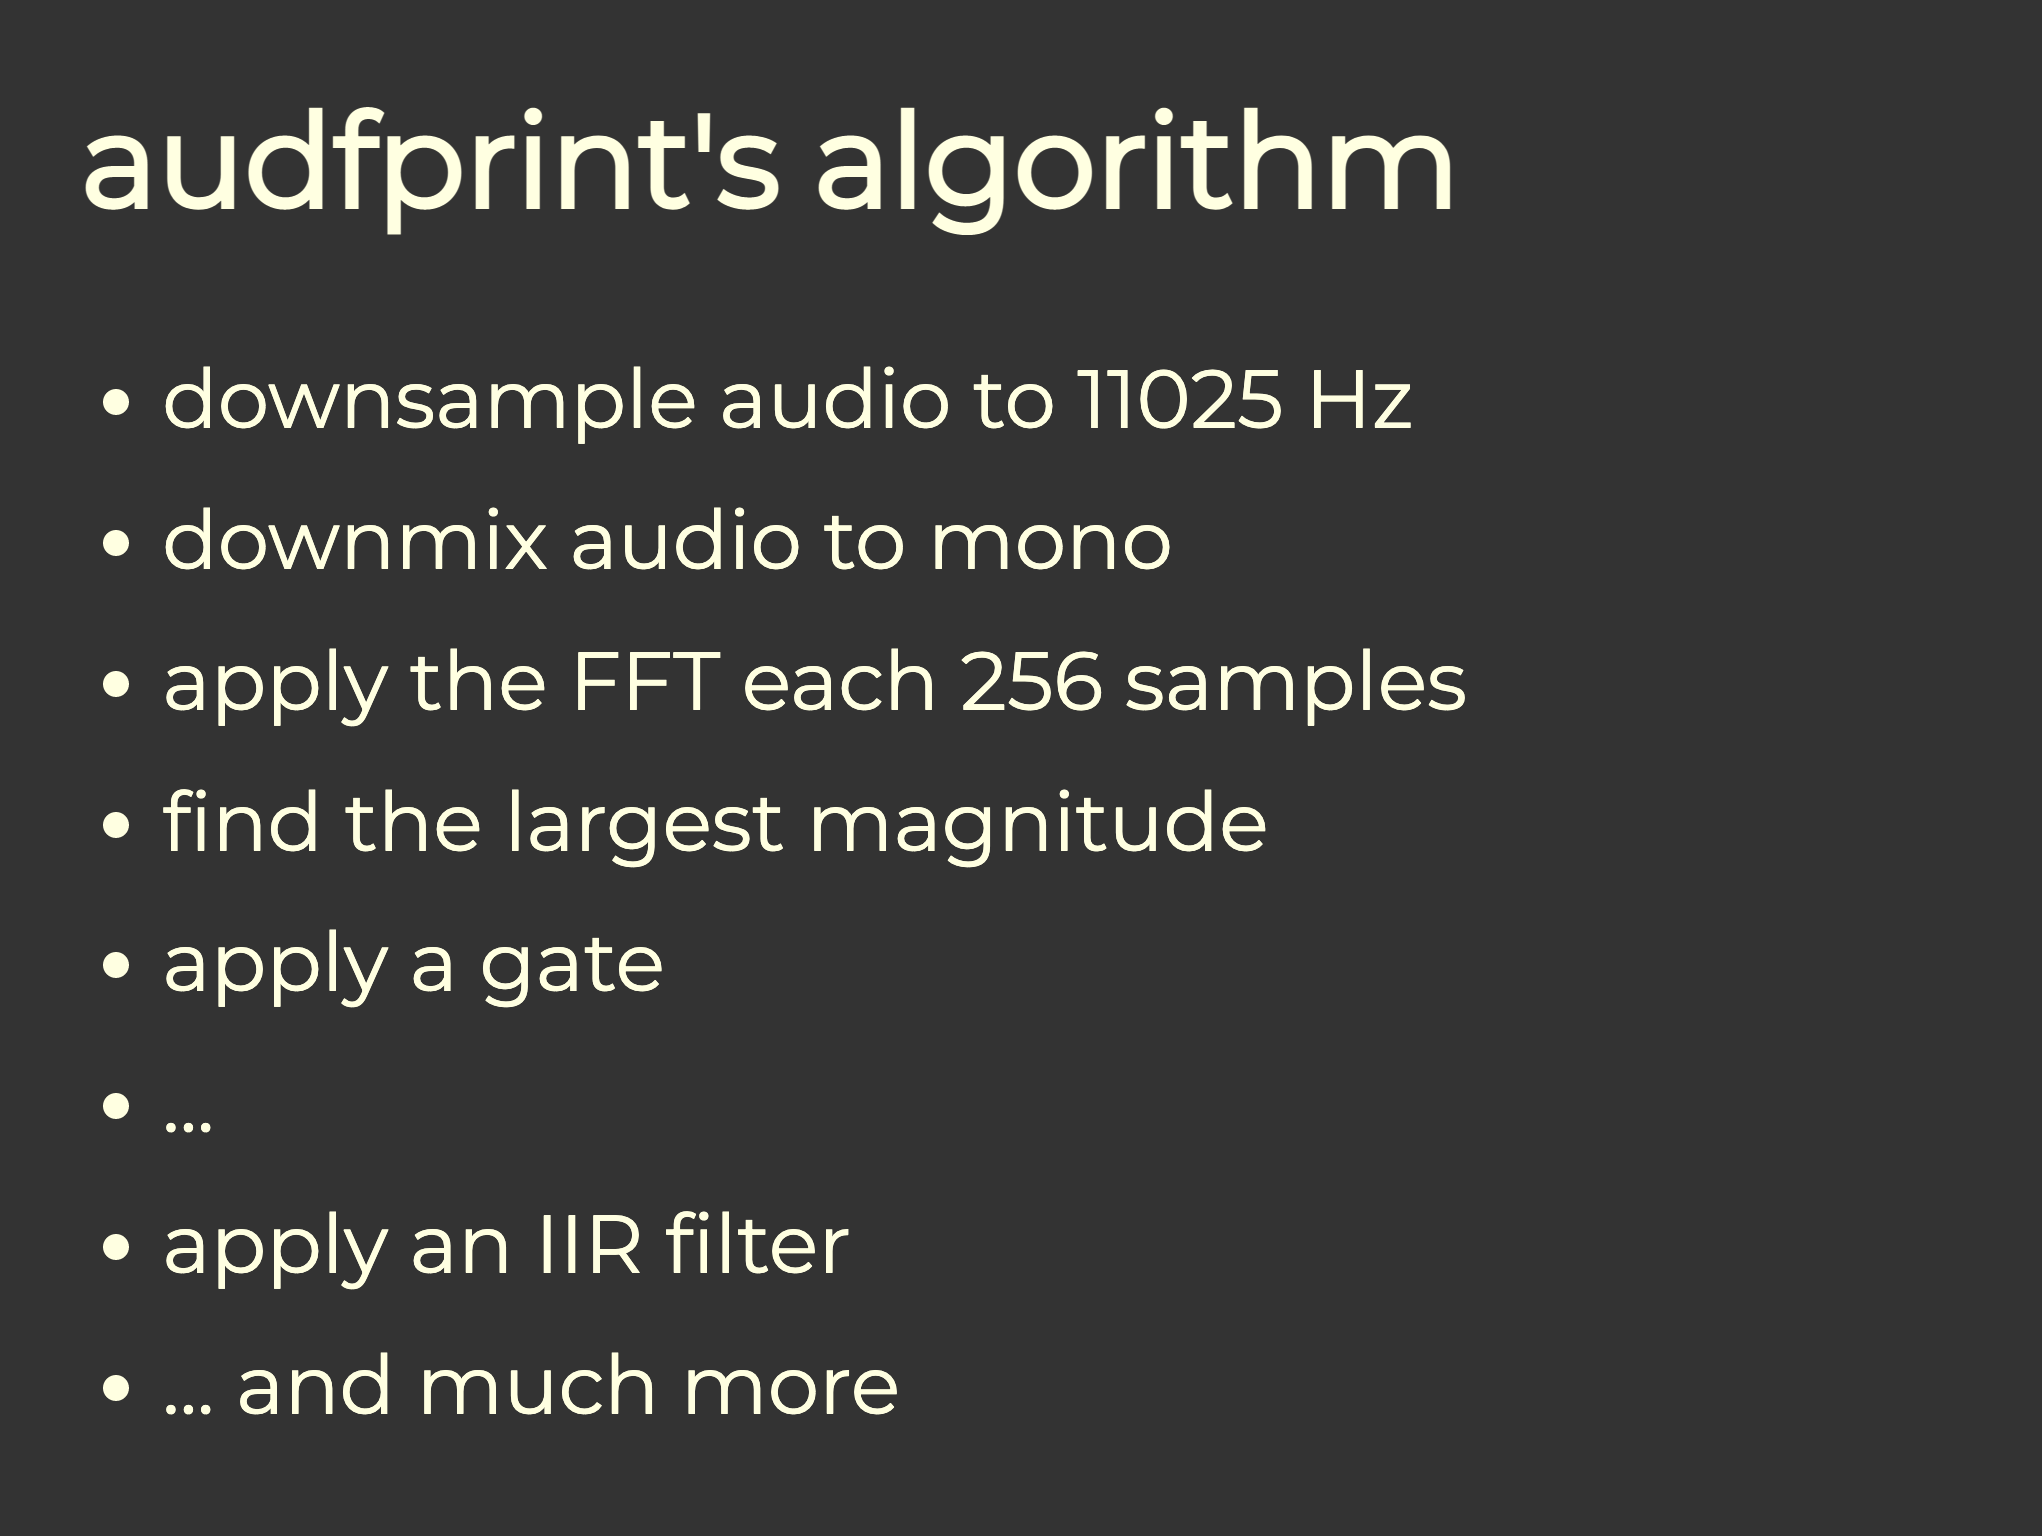 audfprint's algorithm
• downsample audio to 11025 Hz
• downmix audio to mono
• apply the FFT each 256 samples
• find the largest magnitude
• apply a gate
• ...
• apply an IIR filter
• ... and much more